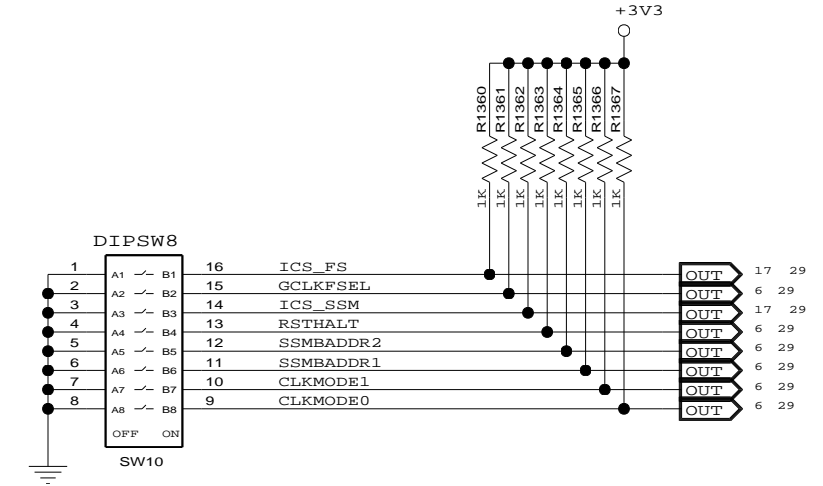 +3V3
R1360 R1361 R1362 R1363 R1364 R1365 R1366 R1367
1K 1K 1K 1K 1K 1K 1K 1K
DIPSW8
1 A1 B1 16 ICS_FS OUT 17 29
2 A2 B2 15 GCLKFSEL OUT 6 29
3 A3 B3 14 ICS_SSM OUT 17 29
4 A4 B4 13 RSTHALT OUT 6 29
5 A5 B5 12 SSMBADDR2 OUT 6 29
6 A6 B6 11 SSMBADDR1 OUT 6 29
7 A7 B7 10 CLKMODE1 OUT 6 29
8 A8 B8 9 CLKMODE0 OUT 6 29
OFF ON
SW10